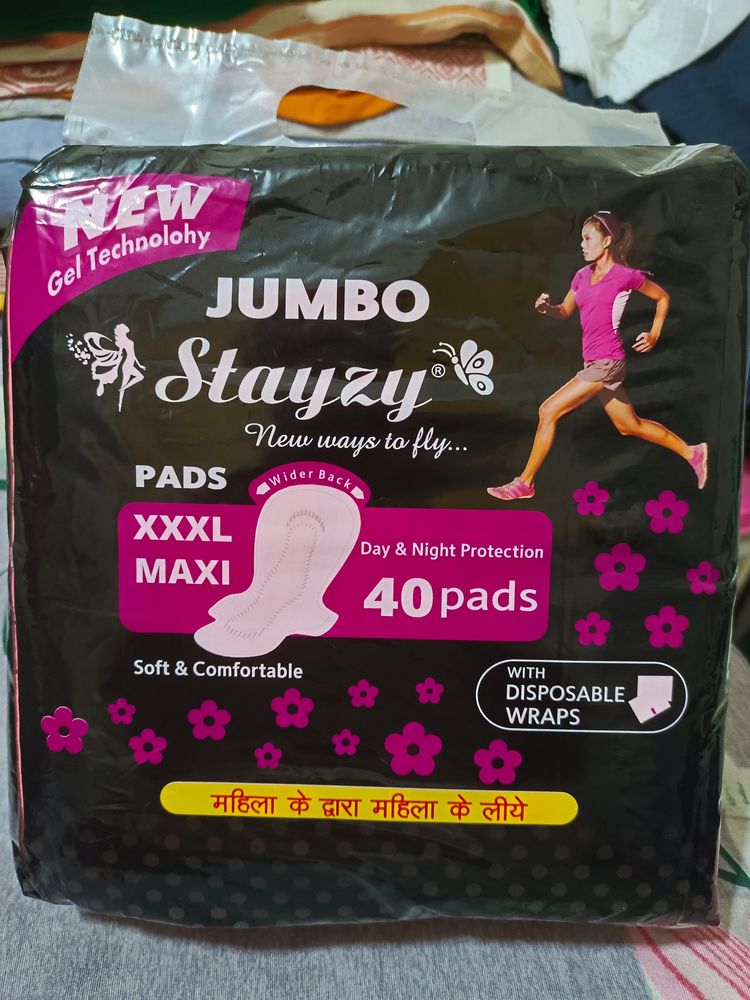 NEW
Gel Technolohy
JUMBO
Stayzy®
New ways to fly...
PADS
Wider Back
XXXL
MAXI
Day & Night Protection
40 pads
Soft & Comfortable
WITH
DISPOSABLE
WRAPS
महिला के द्वारा महिला के लीये